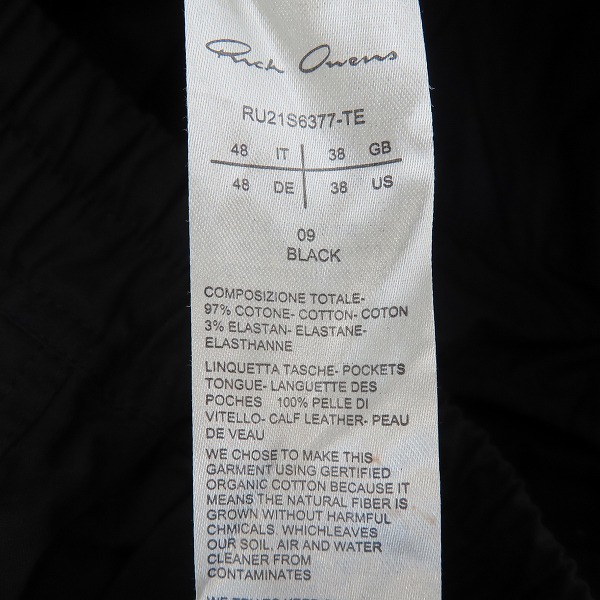 Rick Owens
RU21S6377-TE
48 IT 38 GB
48 DE 38 US
09
BLACK
COMPOSIZIONE TOTALE-
97% COTONE- COTTON- COTON
3% ELASTAN- ELASTANE-
ELASTHANNE
LINQUETTA TASCHE- POCKETS
TONGUE- LANGUETTE DES
POCHES 100% PELLE DI
VITELLO- CALF LEATHER- PEAU
DE VEAU
WE CHOSE TO MAKE THIS
GARMENT USING GERTIFIED
ORGANIC COTTON BECAUSE IT
MEANS THE NATURAL FIBER IS
GROWN WITHOUT HARMFUL
CHMICALS, WHICHLEAVES
OUR SOIL, AIR AND WATER
CLEANER FROM
CONTAMINATES